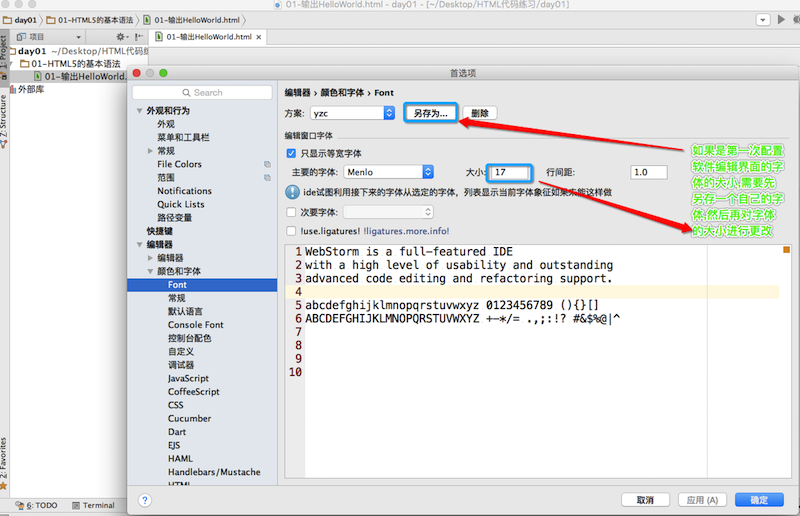 01-输出HelloWorld.html - day01 - [~/Desktop/HTML代码练习/day01]
day01 〉 01-HTML5的基本语法 〉 01-输出HelloWorld.html 〉
1: Project
项目
01-输出HelloWorld.html ×
day01 ~/Desktop/HTML代码练
01-HTML5的基本语法
01-输出HelloWorld.
外部库
Z: Structure
2: Favorites
6: TODO
Terminal
首选项
Search
外观和行为
外观
菜单和工具栏
常规
File Colors
范围
Notifications
Quick Lists
路径变量
快捷键
编辑器
编辑器
颜色和字体
Font
常规
默认语言
Console Font
控制台配色
自定义
调试器
JavaScript
CoffeeScript
CSS
Cucumber
Dart
EJS
HAML
Handlebars/Mustache
HTML
编辑器 › 颜色和字体 › Font
方案: yzc 另存为... 删除
编辑窗口字体
只显示等宽字体
主要的字体: Menlo 大小: 17 行间距: 1.0
ide试图利用接下来的字体从选定的字体，列表显示当前字体象征如果未能这样做
次要字体:
!use.ligatures! !ligatures.more.info!
1 WebStorm is a full-featured IDE
2 with a high level of usability and outstanding
3 advanced code editing and refactoring support.
4
5 abcdefghijklmnopqrstuvwxyz 0123456789 (){}[]
6 ABCDEFGHIJKLMNOPQRSTUVWXYZ +-*/= .,;:!? #&$%@|^
7
8
9
10
如果是第一次配置
软件编辑界面的字
体的大小,需要先
另存一个自己的字
体,然后再对字体
的大小进行更改
?
取消 应用 (A) 确定